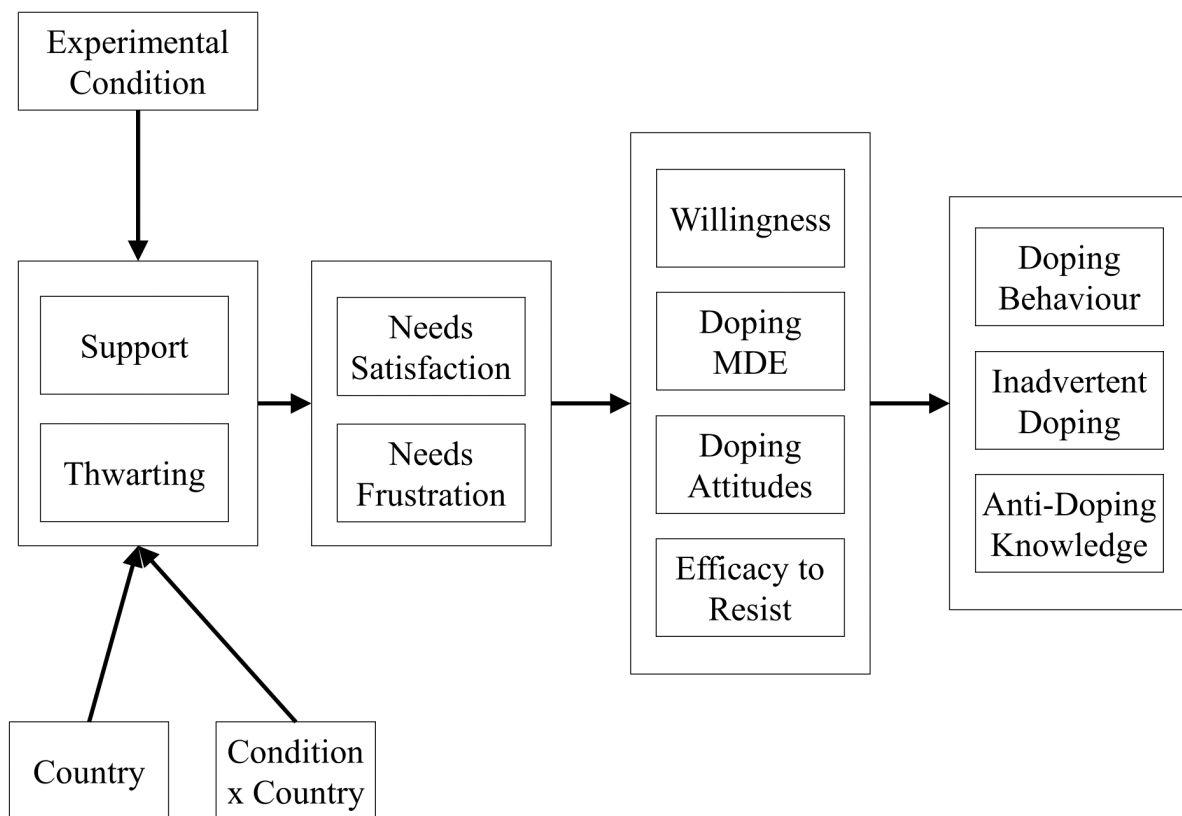 Experimental
Condition
Support
Thwarting
Needs
Satisfaction
Needs
Frustration
Willingness
Doping
MDE
Doping
Attitudes
Efficacy to
Resist
Doping
Behaviour
Inadvertent
Doping
Anti-Doping
Knowledge
Country
Condition
x Country